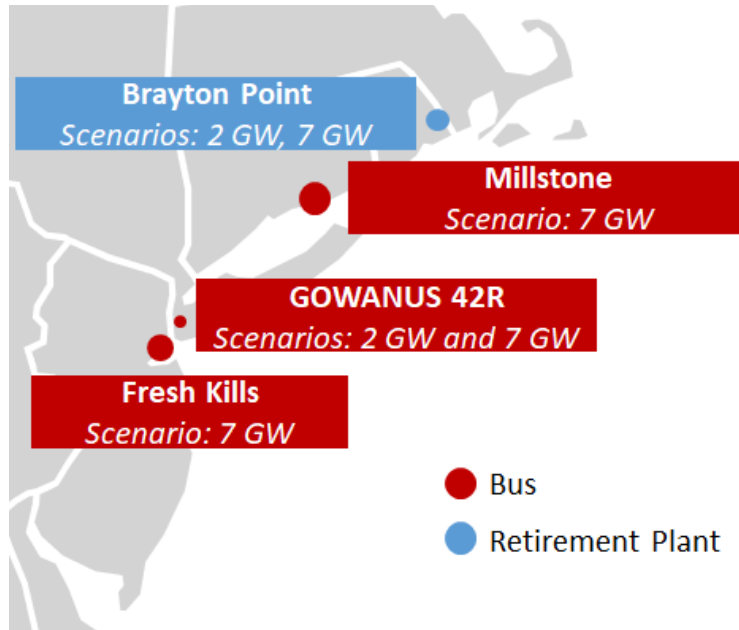 Brayton Point
Scenarios: 2 GW, 7 GW
Millstone
Scenario: 7 GW
GOWANUS 42R
Scenarios: 2 GW and 7 GW
Fresh Kills
Scenario: 7 GW
Bus
Retirement Plant